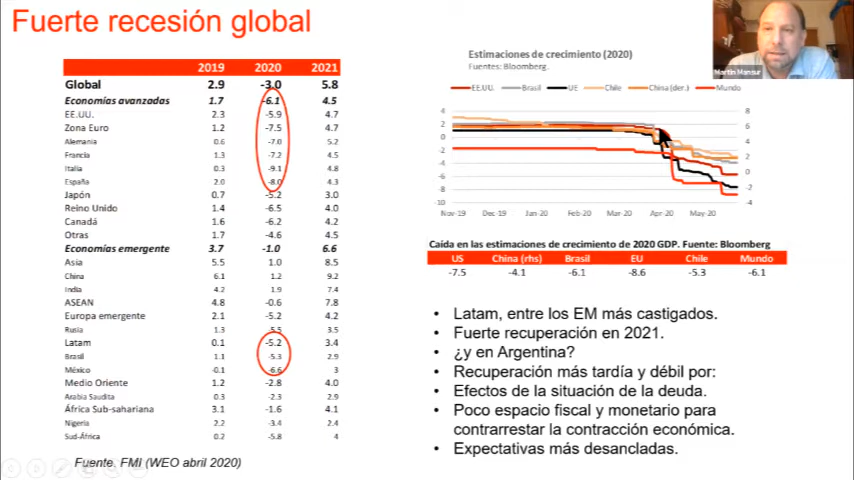 Fuerte recesión global
2019 2020 2021
Global 2.9 -3.0 5.8
Economías avanzadas 1.7 -6.1 4.5
EE.UU. 2.3 -5.9 4.7
Zona Euro 1.2 -7.5 4.7
Alemania 0.6 -7.0 5.2
Francia 1.3 -7.2 4.5
Italia 0.3 -9.1 4.8
España 2.0 -8.0 4.3
Japón 0.7 -5.2 3.0
Reino Unido 1.4 -6.5 4.0
Canadá 1.6 -6.2 4.2
Otras 1.7 -4.6 4.5
Economías emergente 3.7 -1.0 6.6
Asia 5.5 1.0 8.5
China 6.1 1.2 9.2
India 4.2 1.9 7.4
ASEAN 4.8 -0.6 7.8
Europa emergente 2.1 -5.2 4.2
Rusia 1.3 -5.5 3.5
Latam 0.1 -5.2 3.4
Brasil 1.1 -5.3 2.9
México -0.1 -6.6 3
Medio Oriente 1.2 -2.8 4.0
Arabia Saudita 0.3 -2.3 2.9
África Sub-sahariana 3.1 -1.6 4.1
Nigeria 2.2 -3.4 2.4
Sud-África 0.2 -5.8 4
Fuente, FMI (WEO abril 2020)
Martin Mansur
Estimaciones de crecimiento (2020)
Fuentes: Bloomberg.
EE.UU. Brasil UE Chile China (der.) Mundo
4 8
2 6
0 4
-2
-4 2
-6 0
-8 -2
-10 -4
Nov-19 Dec-19 Jan-20 Feb-20 Mar-20 Apr-20 May-20
Caída en las estimaciones de crecimiento de 2020 GDP. Fuente: Bloomberg
US China (rhs) Brasil EU Chile Mundo
-7.5 -4.1 -6.1 -8.6 -5.3 -6.1
• Latam, entre los EM más castigados.
• Fuerte recuperación en 2021.
• ¿y en Argentina?
• Recuperación más tardía y débil por:
• Efectos de la situación de la deuda.
• Poco espacio fiscal y monetario para
contrarrestar la contracción económica.
• Expectativas más desancladas.